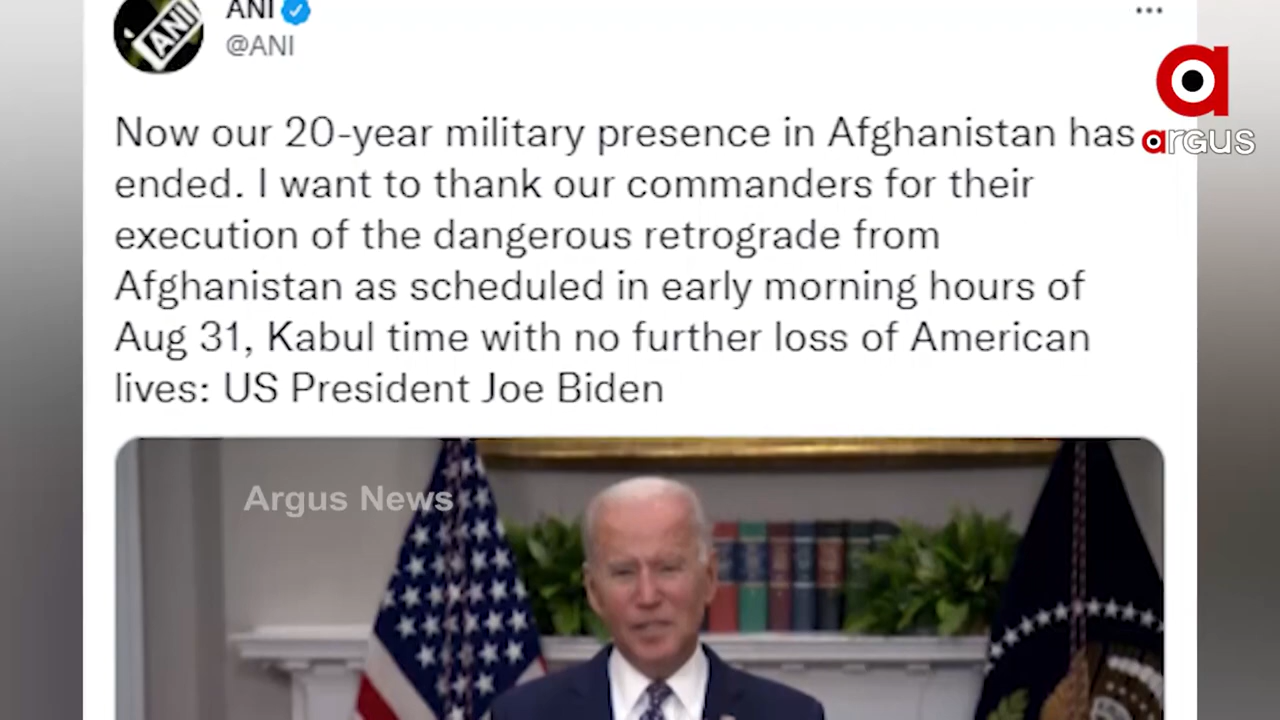 ANI
@ANI
ANI
argus
Now our 20-year military presence in Afghanistan has
ended. I want to thank our commanders for their
execution of the dangerous retrograde from
Afghanistan as scheduled in early morning hours of
Aug 31, Kabul time with no further loss of American
lives: US President Joe Biden
Argus News